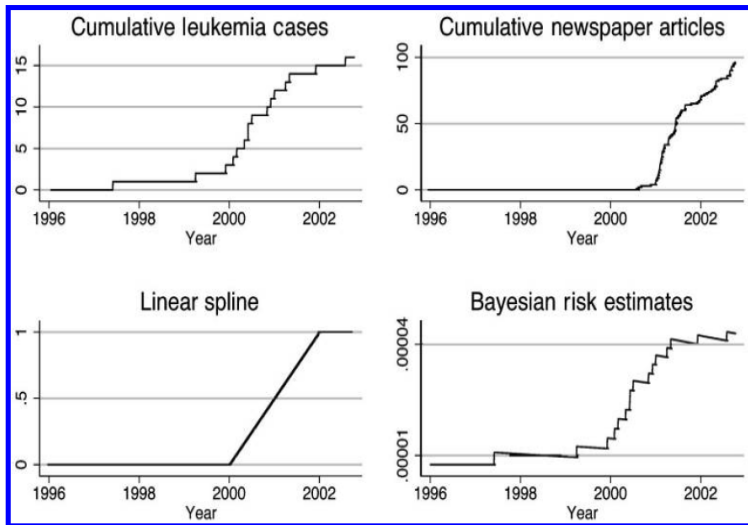 Cumulative leukemia cases
15
10
5
0
1996 1998 2000 2002
Year
Cumulative newspaper articles
100
50
0
1996 1998 2000 2002
Year
Linear spline
1
.5
0
1996 1998 2000 2002
Year
Bayesian risk estimates
.00004
.00001
1996 1998 2000 2002
Year